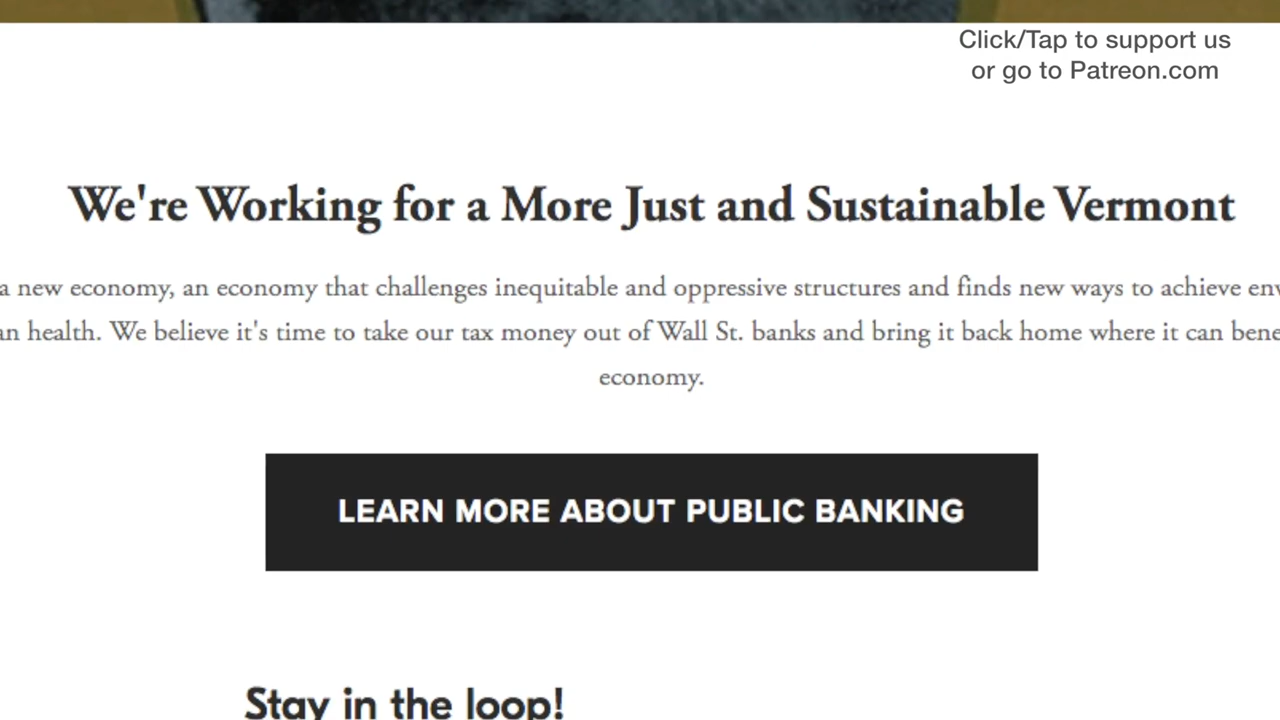 Click/Tap to support us
or go to Patreon.com
We're Working for a More Just and Sustainable Vermont
a new economy, an economy that challenges inequitable and oppressive structures and finds new ways to achieve
health. We believe it's time to take our tax money out of Wall St. banks and bring it back home where it can
economy.
LEARN MORE ABOUT PUBLIC BANKING
Stay in the loop!